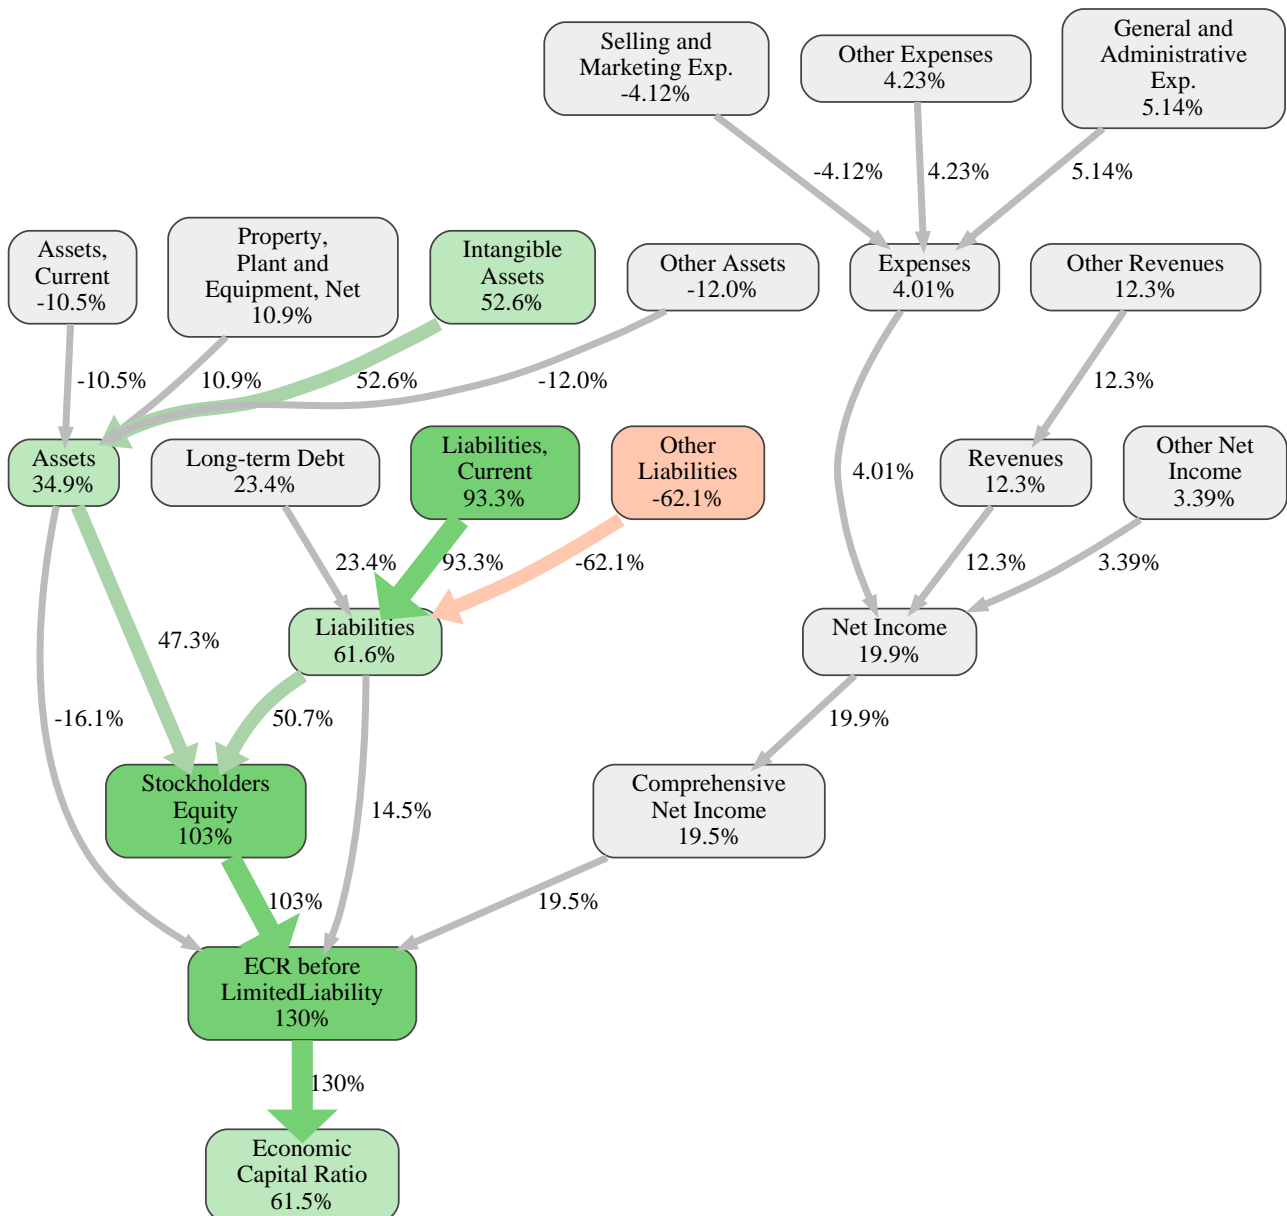 Selling and
Marketing Exp.
-4.12%
Other Expenses
4.23%
General and
Administrative
Exp.
5.14%
-4.12%
4.23%
5.14%
Assets,
Current
-10.5%
Property,
Plant and
Equipment, Net
10.9%
Intangible
Assets
52.6%
Other Assets
-12.0%
Expenses
4.01%
Other Revenues
12.3%
-10.5%
10.9%
52.6%
-12.0%
12.3%
Assets
34.9%
Long-term Debt
23.4%
Liabilities,
Current
93.3%
Other
Liabilities
-62.1%
4.01%
Revenues
12.3%
Other Net
Income
3.39%
23.4%
93.3%
-62.1%
12.3%
3.39%
47.3%
Liabilities
61.6%
Net Income
19.9%
-16.1%
50.7%
19.9%
Stockholders
Equity
103%
14.5%
Comprehensive
Net Income
19.5%
103%
19.5%
ECR before
LimitedLiability
130%
130%
Economic
Capital Ratio
61.5%